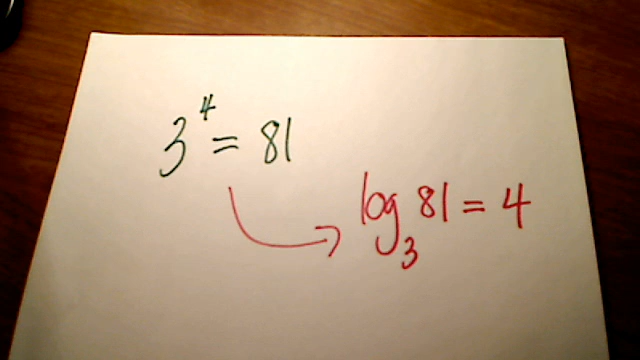 3⁴ = 81
log₃ 81 = 4